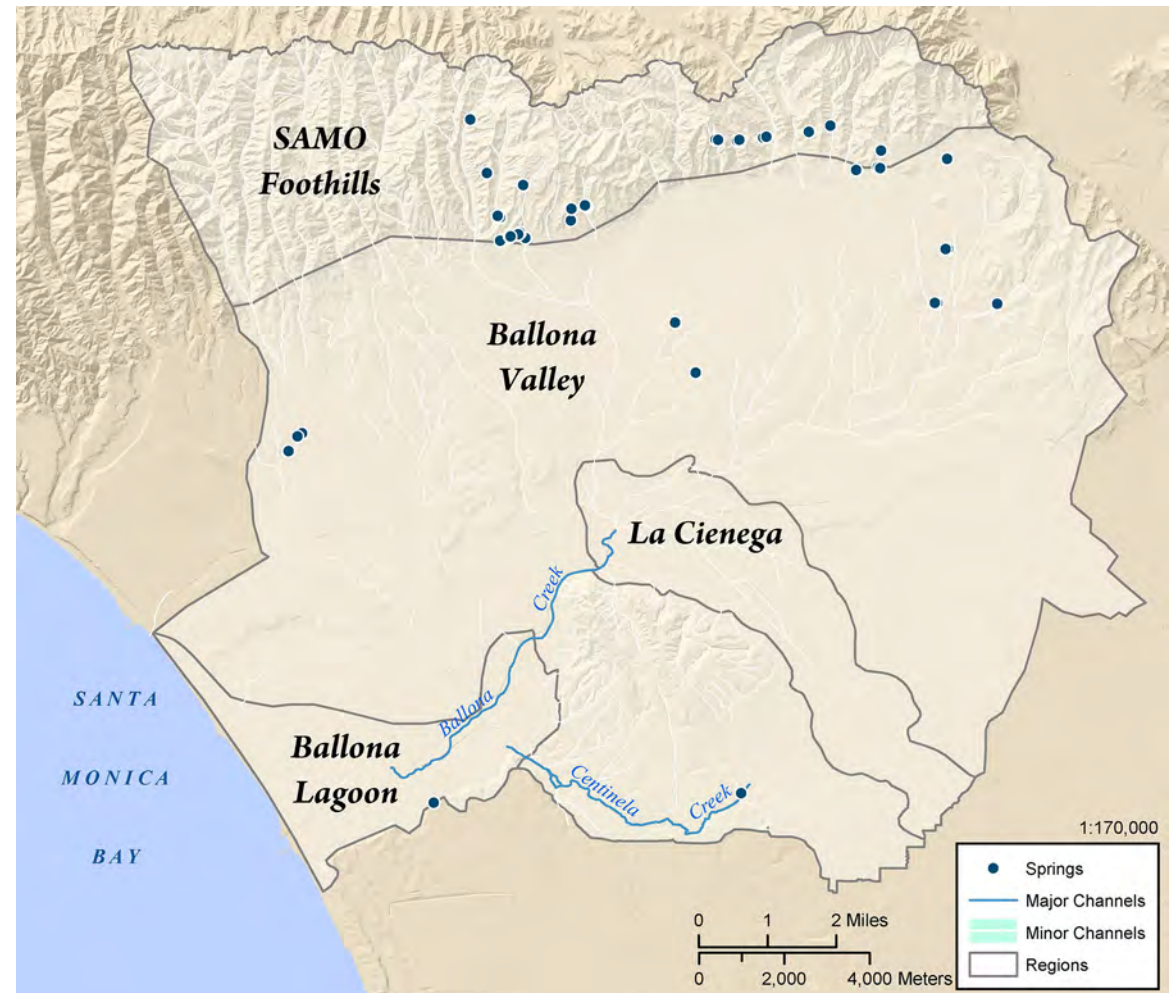 SAMO
Foothills
Ballona
Valley
La Cienega
Creek
Ballona
SANTA
MONICA
BAY
Ballona
Lagoon
Centinela
Creek
1:170,000
0 1 2 Miles
0 2,000 4,000 Meters
Springs
Major Channels
Minor Channels
Regions